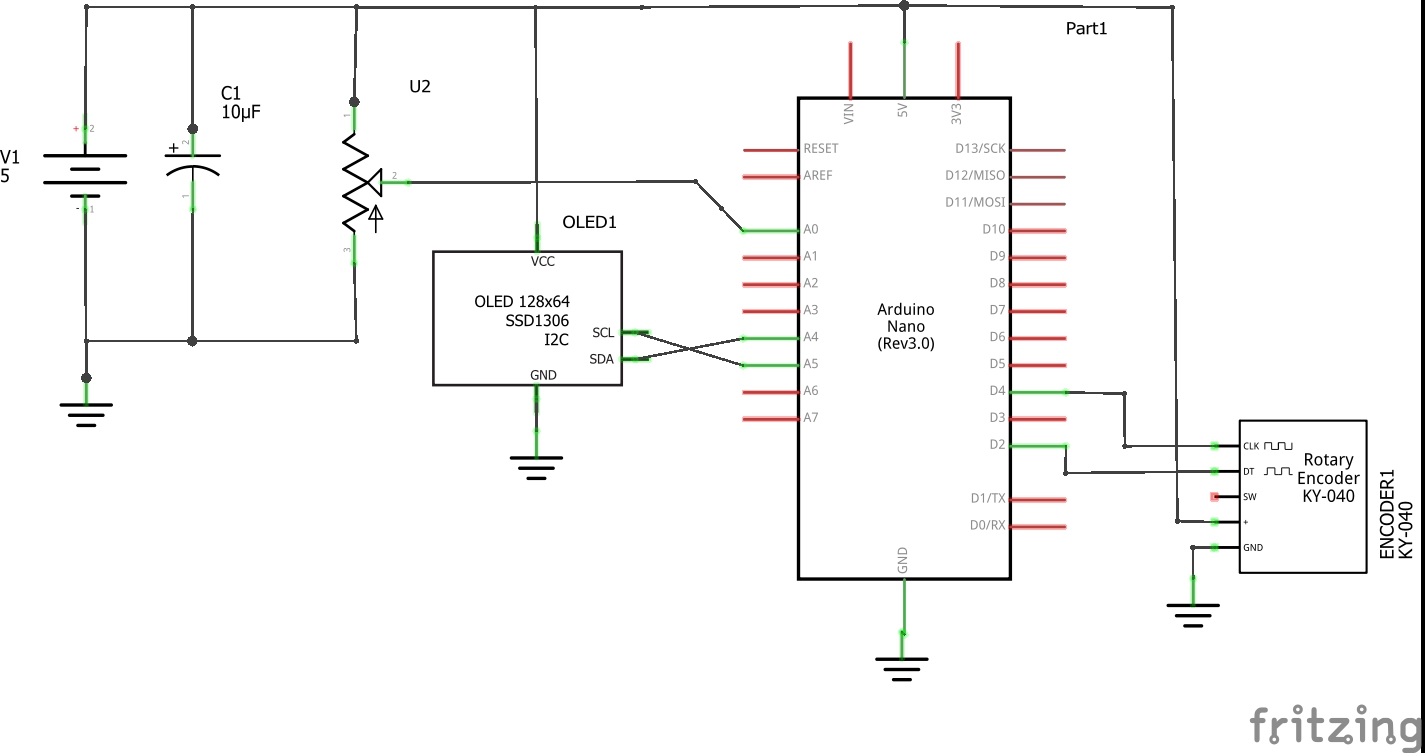 Part1
U2
C1
10µF
+
2
V1
5
-
1
+
2
1
1
2
3
OLED1
VCC
OLED 128x64
SSD1306
I2C
SCL
SDA
GND
VIN
5V
3V3
RESET
AREF
A0
A1
A2
A3
A4
A5
A6
A7
Arduino
Nano
(Rev3.0)
D13/SCK
D12/MISO
D11/MOSI
D10
D9
D8
D7
D6
D5
D4
D3
D2
D1/TX
D0/RX
GND
CLK
DT
SW
+
GND
Rotary
Encoder
KY-040
ENCODER1
KY-040
fritzing